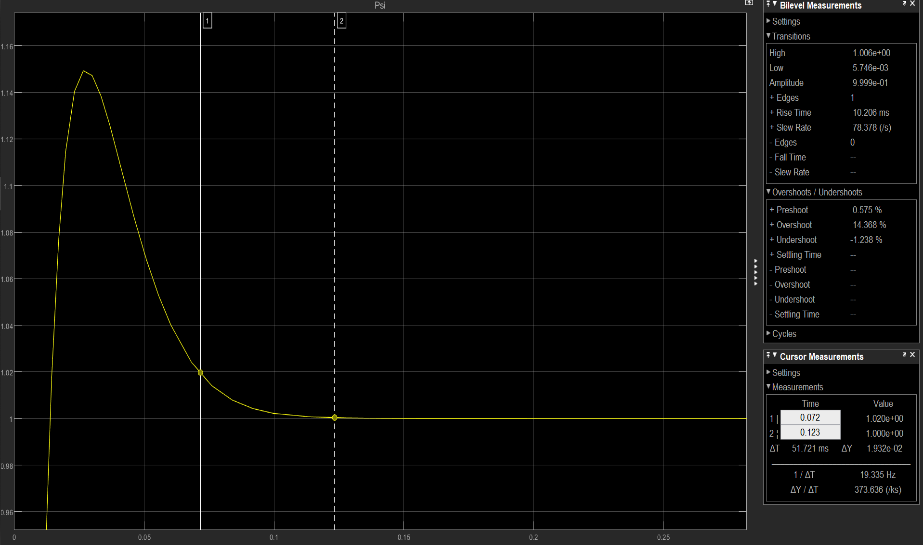 Psi
1
2
1.16
1.14
1.12
1.1
1.08
1.06
1.04
1.02
1
0.98
0.96
0
0.05
0.1
0.15
0.2
0.25
Bilevel Measurements
Settings
Transitions
High 1.006e+00
Low 5.746e-03
Amplitude 9.999e-01
+ Edges 1
+ Rise Time 10.206 ms
+ Slew Rate 78.378 (/s)
- Edges 0
- Fall Time --
- Slew Rate --
Overshoots / Undershoots
+ Preshoot 0.575 %
+ Overshoot 14.368 %
+ Undershoot -1.238 %
+ Settling Time --
- Preshoot --
- Overshoot --
- Undershoot --
- Settling Time --
Cycles
Cursor Measurements
Settings
Measurements
Time Value
1 | 0.072 1.020e+00
2 ¦ 0.123 1.000e+00
ΔT 51.721 ms ΔY 1.932e-02
1 / ΔT 19.335 Hz
ΔY / ΔT 373.636 (/ks)